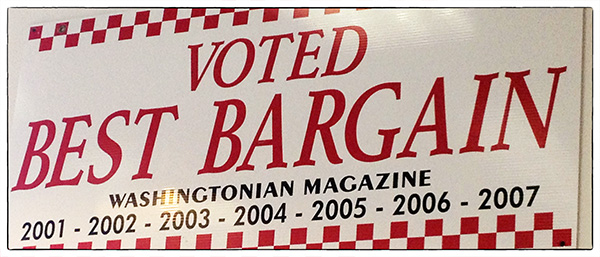 VOTED
BEST BARGAIN
WASHINGTONIAN MAGAZINE
2001 - 2002 - 2003 - 2004 - 2005 - 2006 - 2007